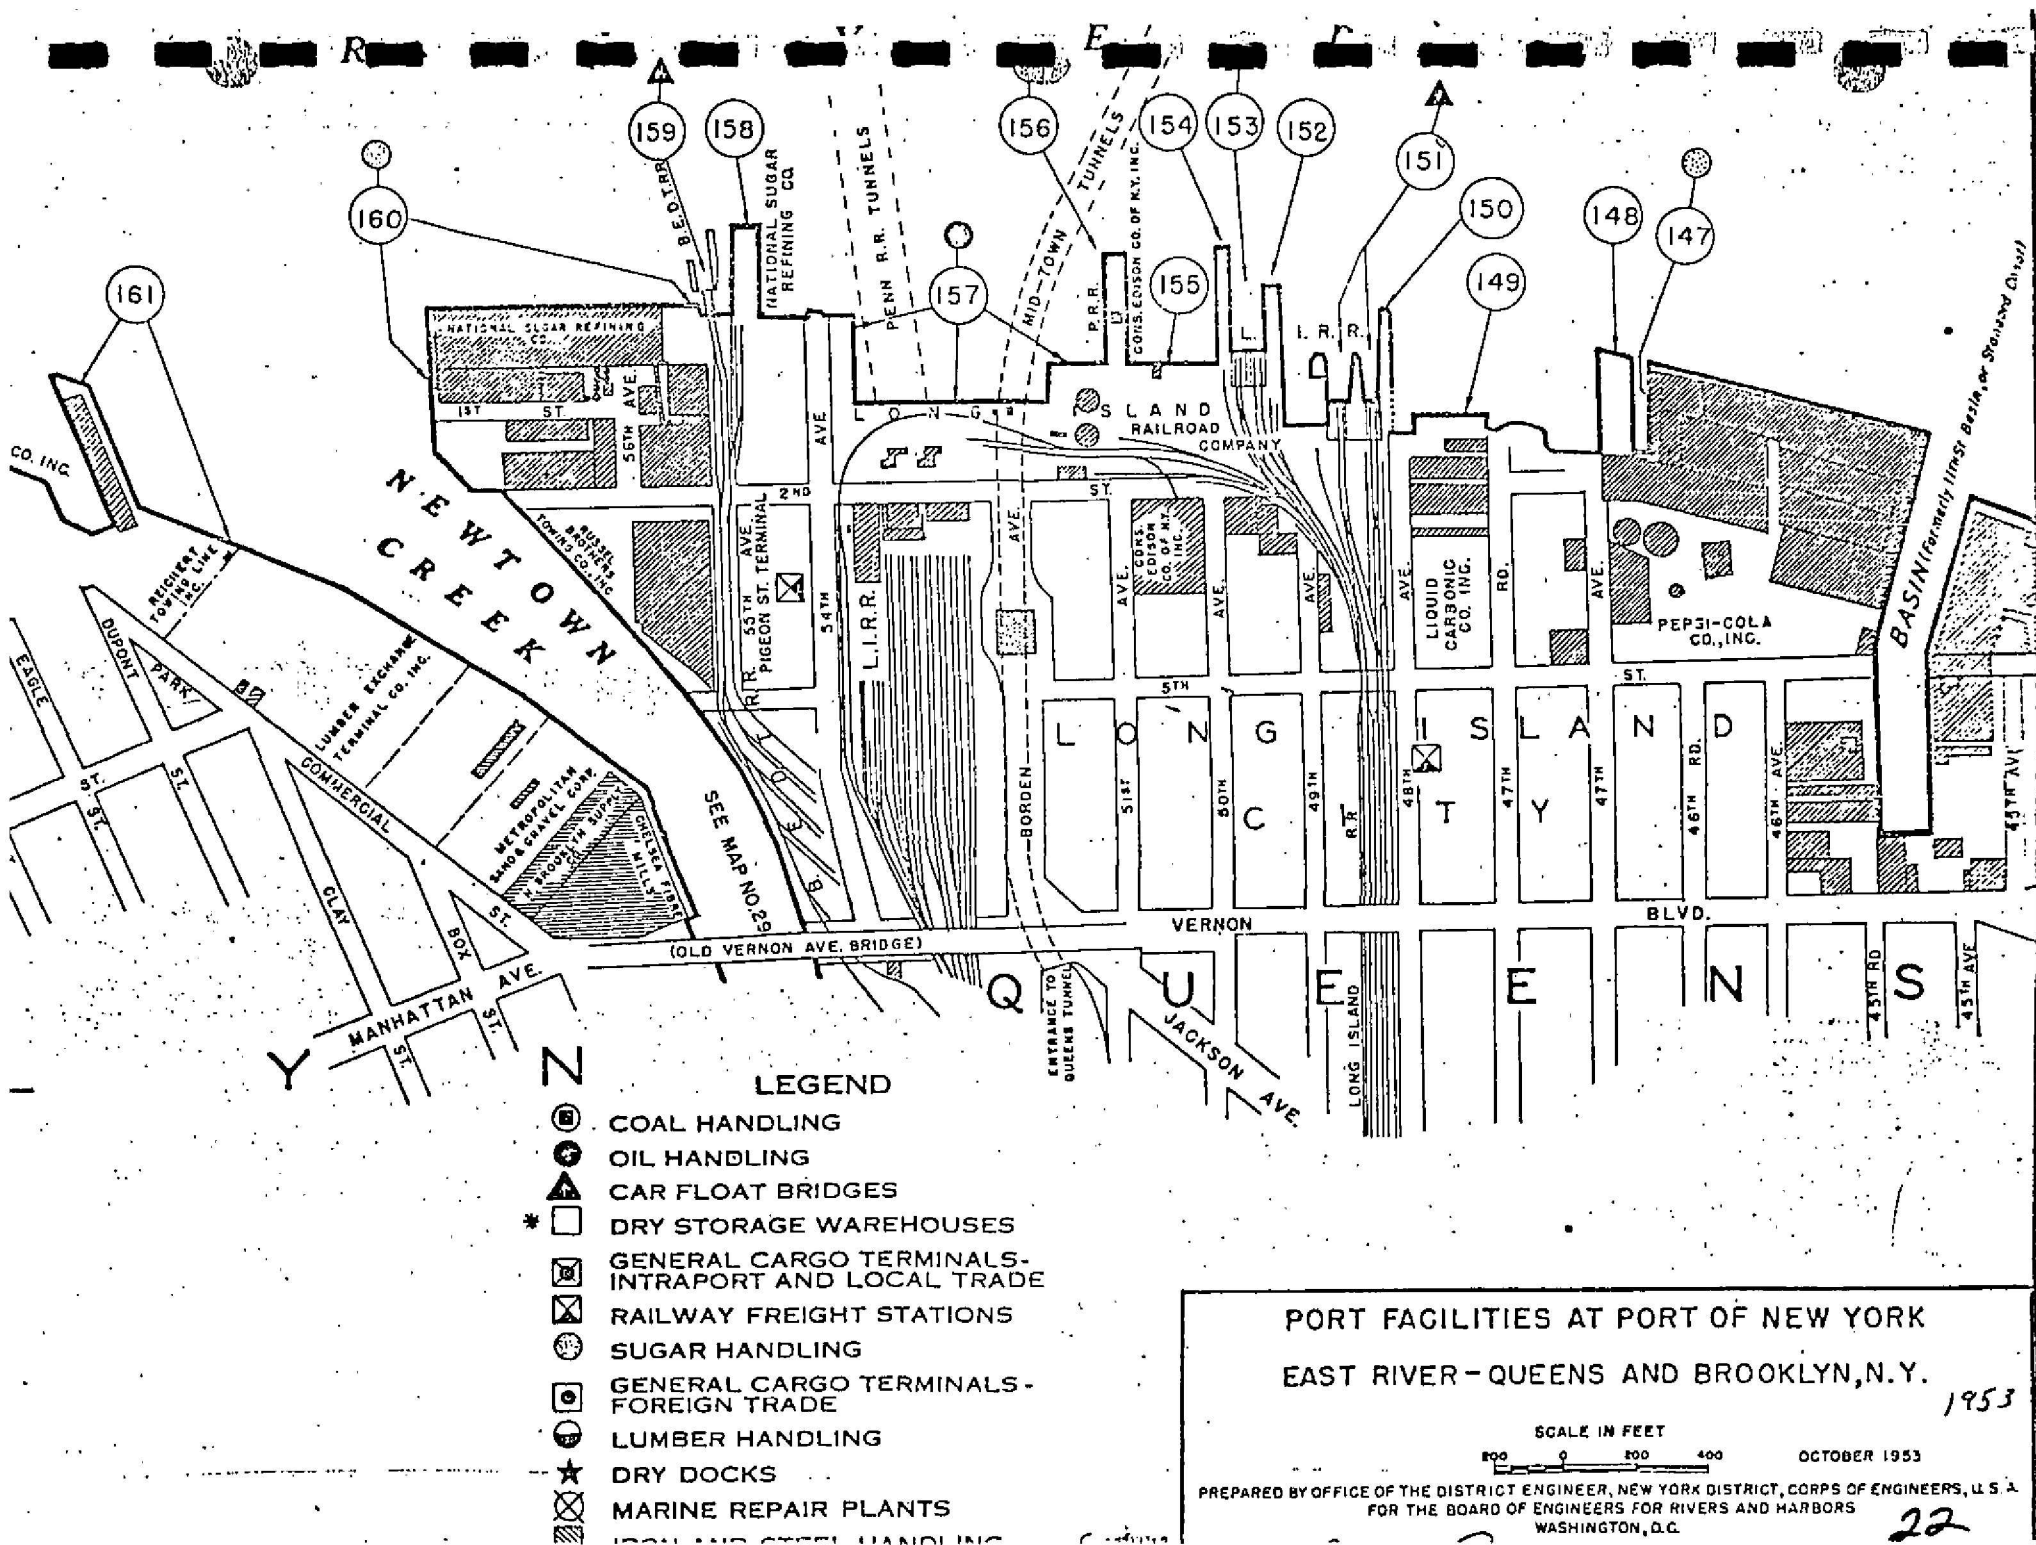 R
V
E
159
158
156
154
153
152
151
150
148
147
160
161
157
155
149
B.E.D.T.RR
NATIONAL SUGAR
REFINING CO.
PENN R.R. TUNNELS
MID-TOWN TUNNELS
P.R.R.
CONS. EDISON CO. OF N.Y. INC.
L. I. R. R.
BASIN (Formerly 11th St. Basin, or Standard Canal)
NATIONAL SUGAR REFINING
CO.
1ST ST.
56TH AVE.
AVE.
LONG ISLAND
RAILROAD
COMPANY
CO. INC.
NEWTOWN
CREEK
RUSSEL
BROTHERS
TOWING CO., INC
2ND ST.
55TH AVE.
PIGEON ST. TERMINAL
54TH
L.I.R.R.
AVE.
CONS.
EDISON
CO. OF N.Y.
INC.
AVE.
AVE.
AVE.
AVE.
LIQUID
CARBONIC
CO. INC.
RD.
AVE.
PEPSI-COLA
CO., INC.
REICHERT
TOWING LINE
INC.
DUPONT
ST.
PARK
EAGLE
ST.
LUMBER EXCHANGE
TERMINAL CO. INC.
COMMERCIAL
ST.
METROPOLITAN
SAND & GRAVEL CORP.
N. BROOKLYN SUPPLY
CO.
CHELSEA FIBRE
MILLS
SEE MAP NO. 29
B. E. D. T. R.R.
5TH ST.
LONG ISLAND
CITY
BORDEN
51ST
50TH
49TH
R.R.
48TH
47TH
47TH
46TH RD.
46TH AVE.
45TH AVE.
CLAY
ST.
BOX
ST.
MANHATTAN AVE.
(OLD VERNON AVE. BRIDGE)
VERNON BLVD.
QUEENS
ENTRANCE TO
QUEENS TUNNEL
JACKSON AVE.
LONG ISLAND
45TH RD
45TH AVE
Y N
LEGEND
COAL HANDLING
OIL HANDLING
CAR FLOAT BRIDGES
* DRY STORAGE WAREHOUSES
GENERAL CARGO TERMINALS-
INTRAPORT AND LOCAL TRADE
RAILWAY FREIGHT STATIONS
SUGAR HANDLING
GENERAL CARGO TERMINALS-
FOREIGN TRADE
LUMBER HANDLING
DRY DOCKS
MARINE REPAIR PLANTS
IRON AND STEEL HANDLING
PORT FACILITIES AT PORT OF NEW YORK
EAST RIVER-QUEENS AND BROOKLYN, N.Y.
1953
SCALE IN FEET
200 0 200 400
OCTOBER 1953
PREPARED BY OFFICE OF THE DISTRICT ENGINEER, NEW YORK DISTRICT, CORPS OF ENGINEERS, U.S.A.
FOR THE BOARD OF ENGINEERS FOR RIVERS AND HARBORS
WASHINGTON, D.C.
22